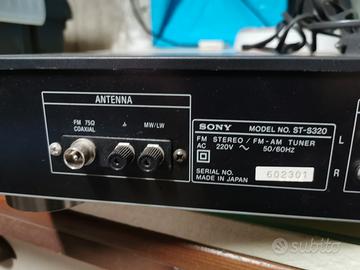 ANTENNA
FM 75Ω
COAXIAL
MW/LW
SONY MODEL NO. ST-S320
FM STEREO / FM-AM TUNER
AC 220V ~ 50/60HZ
SERIAL NO.
MADE IN JAPAN
602301
L
R
subito